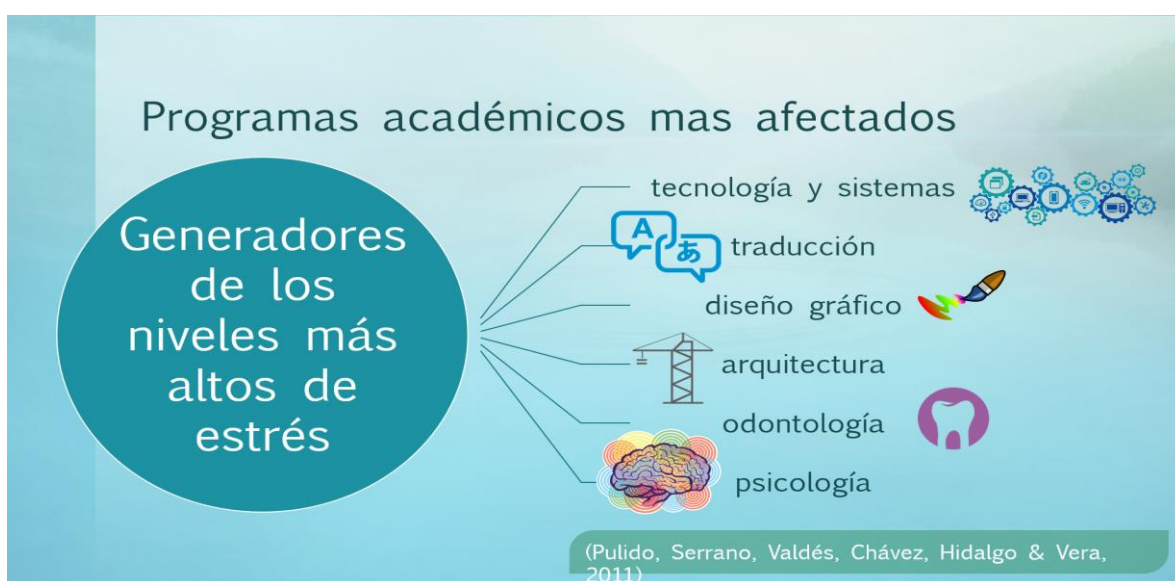 Programas académicos mas afectados
Generadores
de los
niveles más
altos de
estrés
tecnología y sistemas
A あ traducción
diseño gráfico
arquitectura
odontología
psicología
(Pulido, Serrano, Valdés, Chávez, Hidalgo & Vera,
2011)